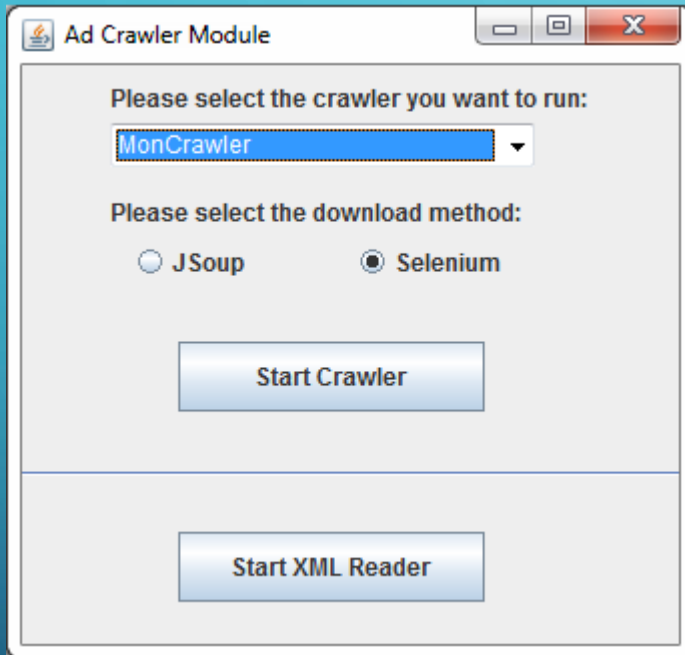 Ad Crawler Module
Please select the crawler you want to run:
MonCrawler
Please select the download method:
JSoup Selenium
Start Crawler
Start XML Reader